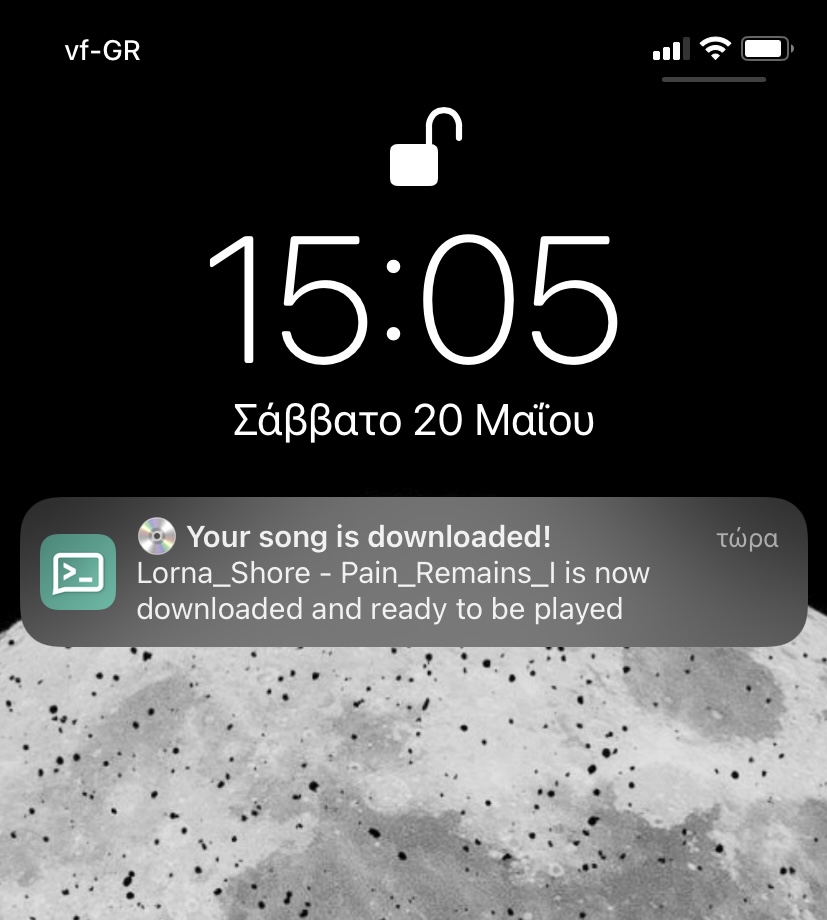 vf-GR
15:05
Σάββατο 20 Μαΐου
Your song is downloaded!
τώρα
Lorna_Shore - Pain_Remains_I is now
downloaded and ready to be played